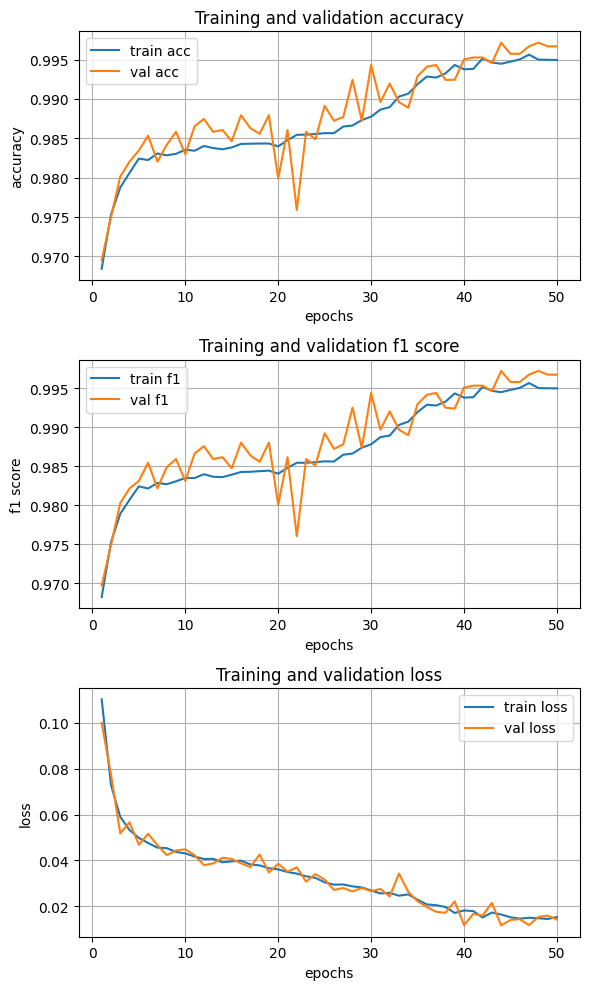 Training and validation accuracy
train acc
val acc
0.995
0.990
0.985
0.980
0.975
0.970
accuracy
0 10 20 30 40 50
epochs
Training and validation f1 score
train f1
val f1
0.995
0.990
0.985
0.980
0.975
0.970
f1 score
0 10 20 30 40 50
epochs
Training and validation loss
train loss
val loss
0.10
0.08
0.06
0.04
0.02
loss
0 10 20 30 40 50
epochs